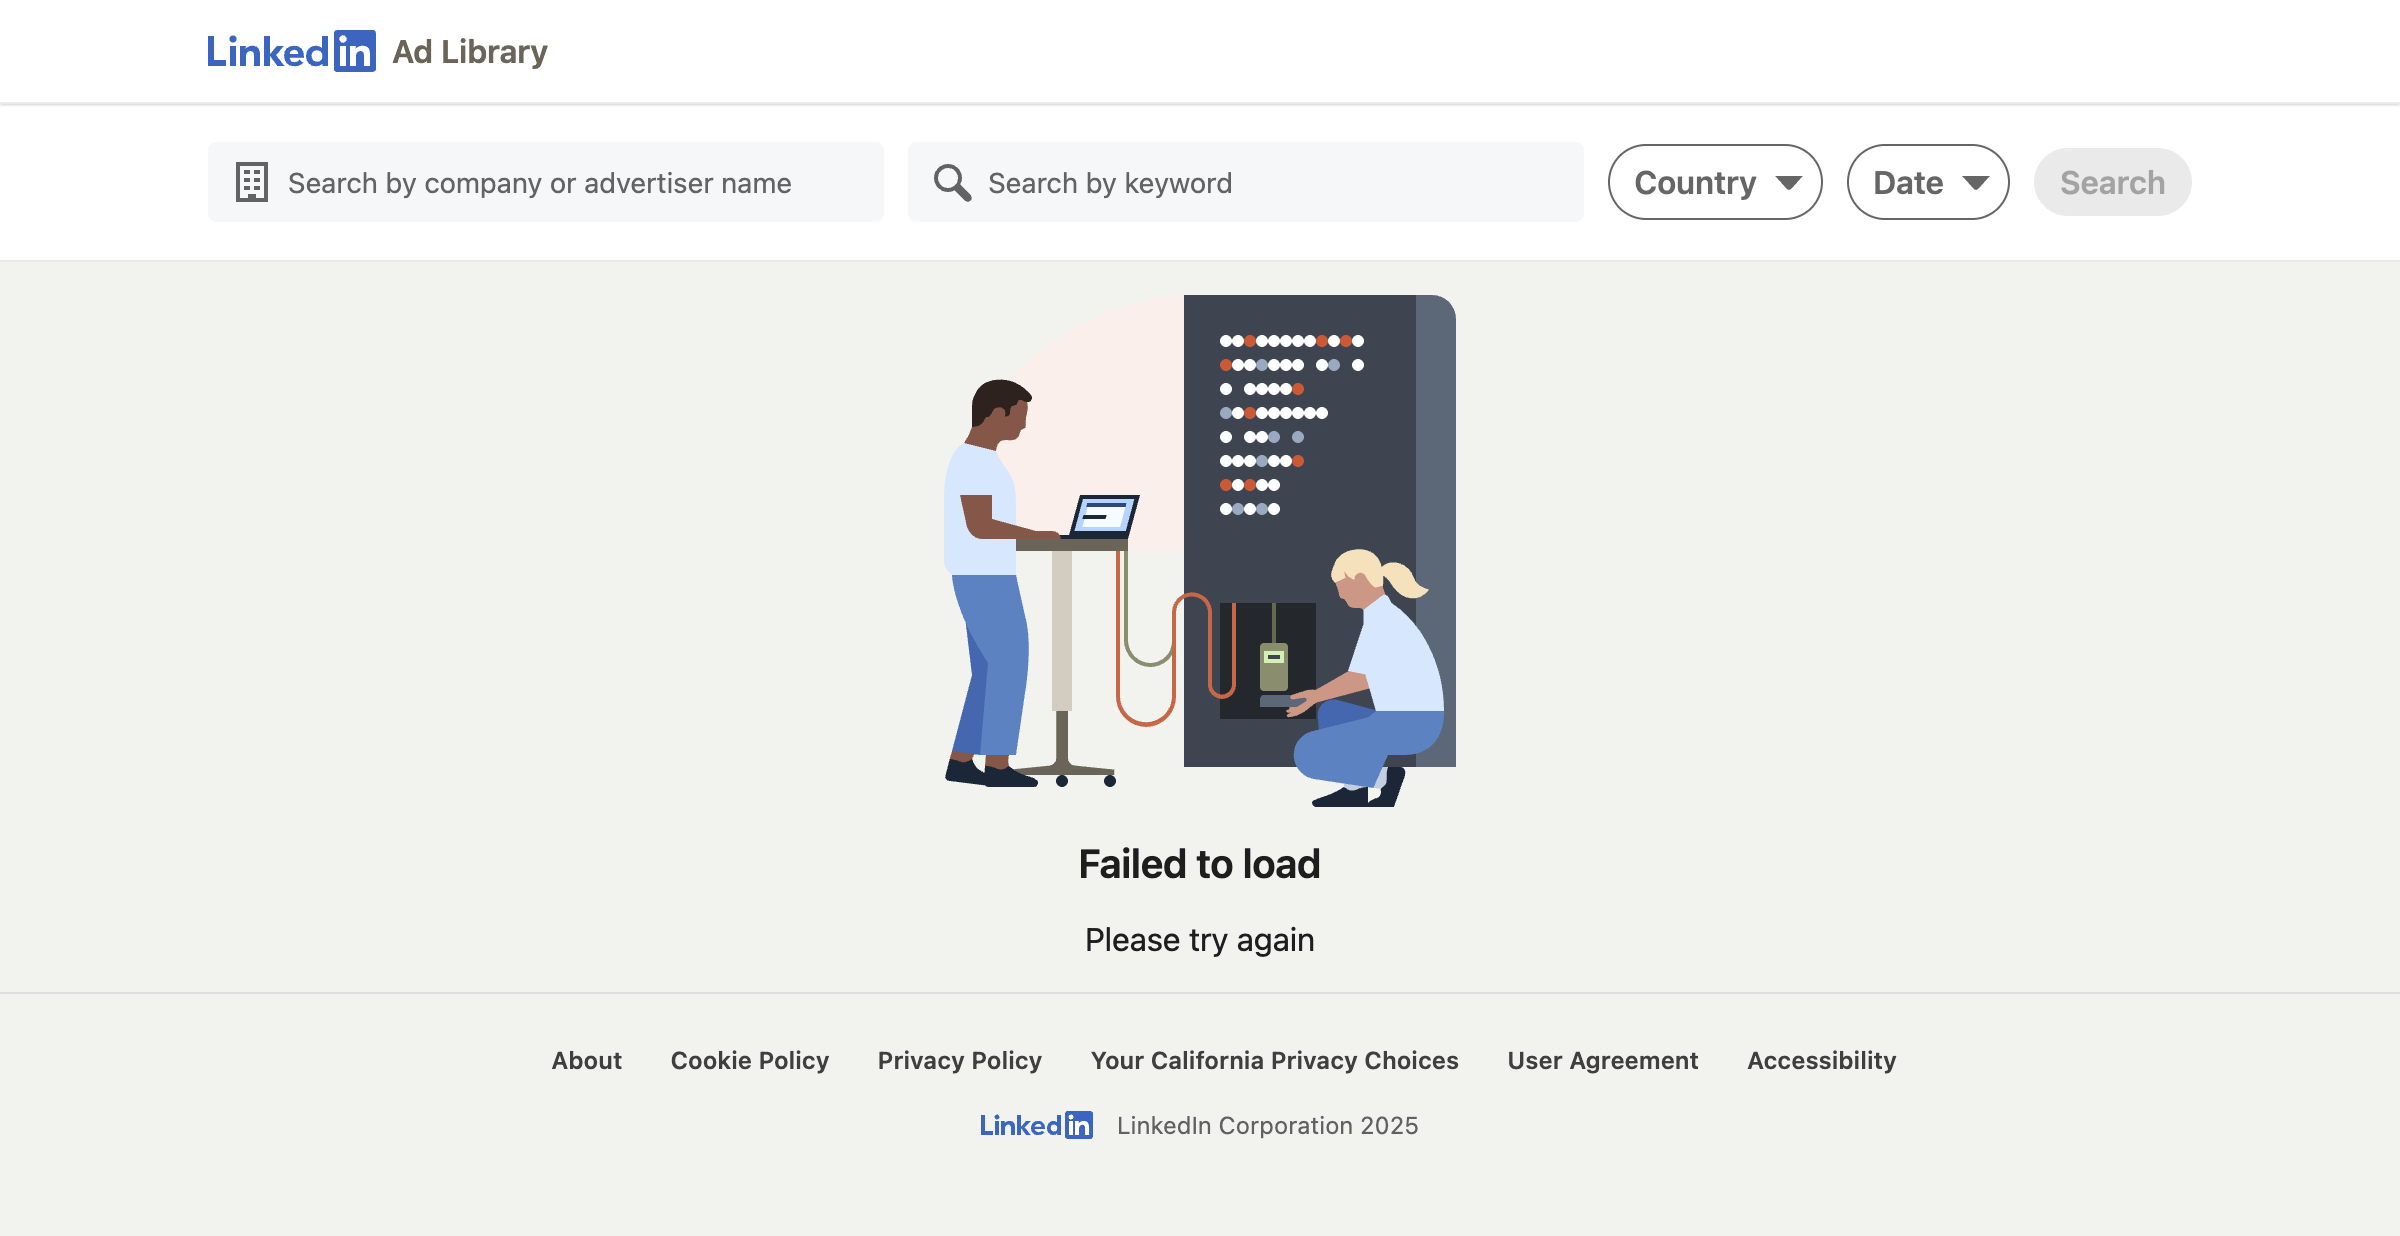 LinkedIn Ad Library
Search by company or advertiser name
Search by keyword
Country
Date
Search
Failed to load
Please try again
About Cookie Policy Privacy Policy Your California Privacy Choices User Agreement Accessibility
LinkedIn LinkedIn Corporation 2025